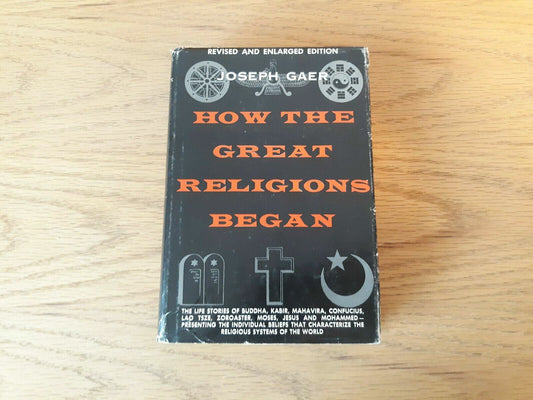 REVISED AND ENLARGED EDITION
JOSEPH GAER
HOW THE
GREAT
RELIGIONS
BEGAN
THE LIFE STORIES OF BUDDHA, KABIR, MAHAVIRA, CONFUCIUS,
LAO TSZE, ZOROASTER, MOSES, JESUS AND MOHAMMED—
PRESENTING THE INDIVIDUAL BELIEFS THAT CHARACTERIZE THE
RELIGIOUS SYSTEMS OF THE WORLD